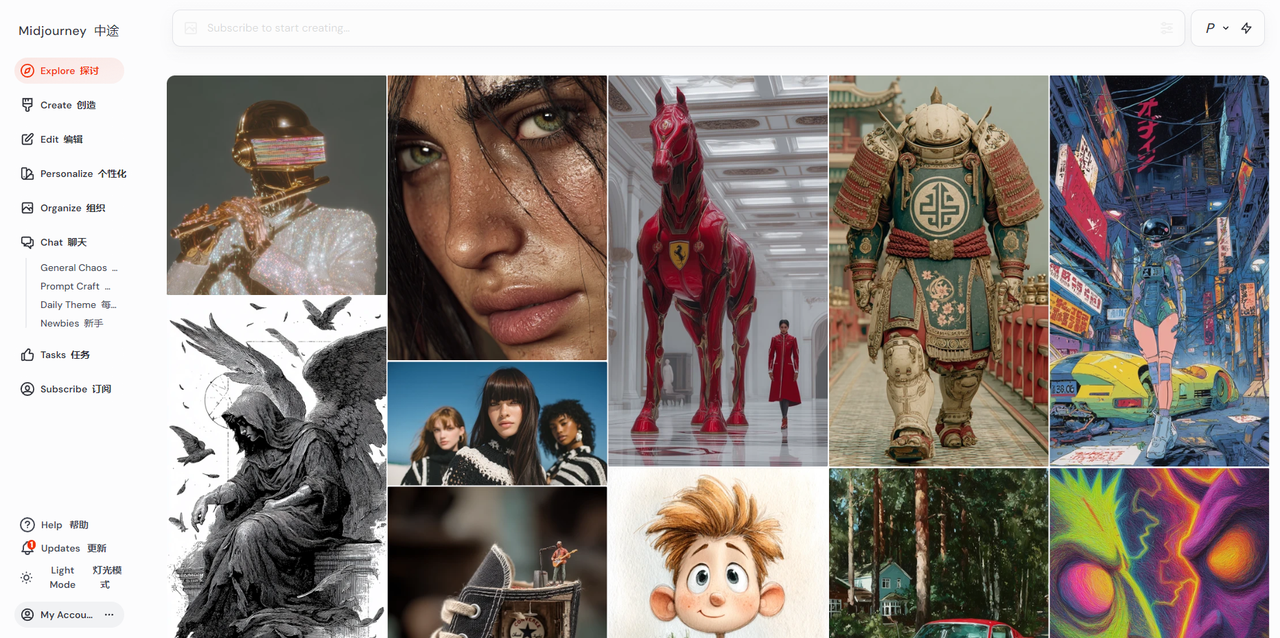 Midjourney 中途
Subscribe to start creating...
P
Explore 探讨
Create 创造
Edit 编辑
Personalize 个性化
Organize 组织
Chat 聊天
General Chaos ...
Prompt Craft ...
Daily Theme 每...
Newbies 新手
Tasks 任务
Subscribe 订阅
Help 帮助
1
Updates 更新
Light 灯光模
Mode 式
My Accou... ...